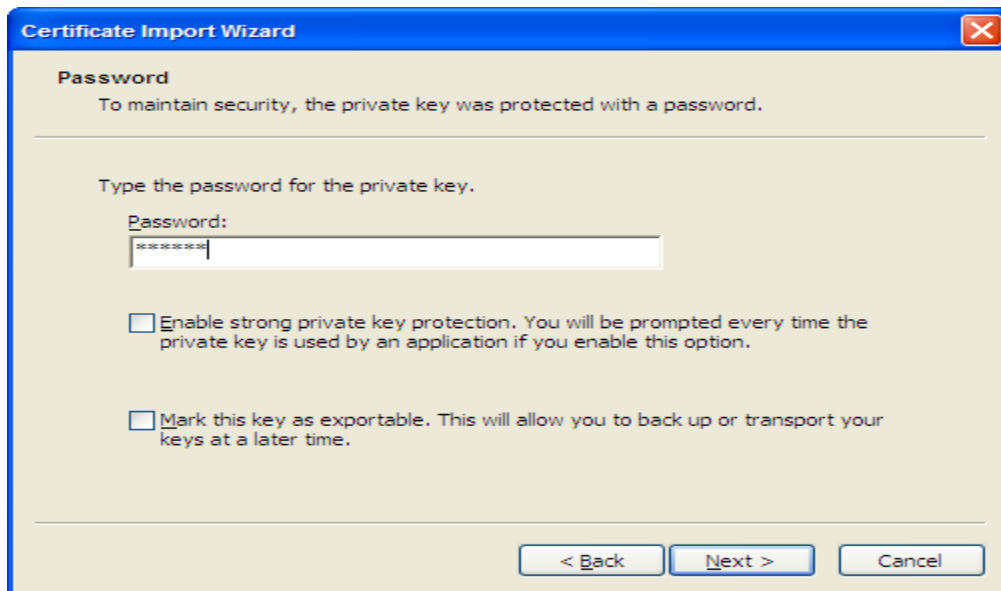 Certificate Import Wizard
Password
To maintain security, the private key was protected with a password.
Type the password for the private key.
Password:
******
Enable strong private key protection. You will be prompted every time the
private key is used by an application if you enable this option.
Mark this key as exportable. This will allow you to back up or transport your
keys at a later time.
< Back
Next >
Cancel